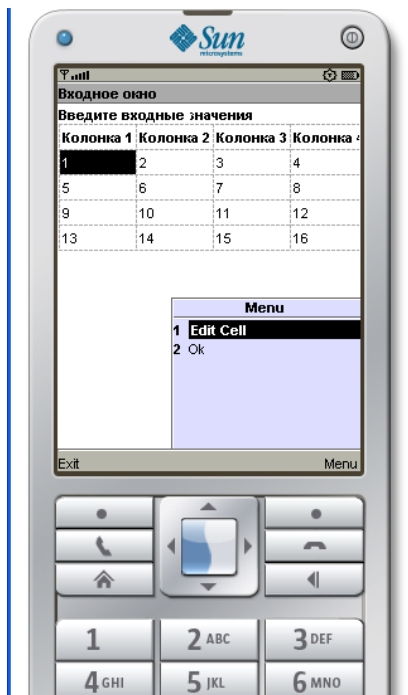 Sun
microsystems
Входное окно
Введите входные значения
Колонка 1 Колонка 2 Колонка 3 Колонка 4
1 2 3 4
5 6 7 8
9 10 11 12
13 14 15 16
Menu
1 Edit Cell
2 Ok
Exit Menu
1 2 ABC 3 DEF
4 GHI 5 JKL 6 MNO